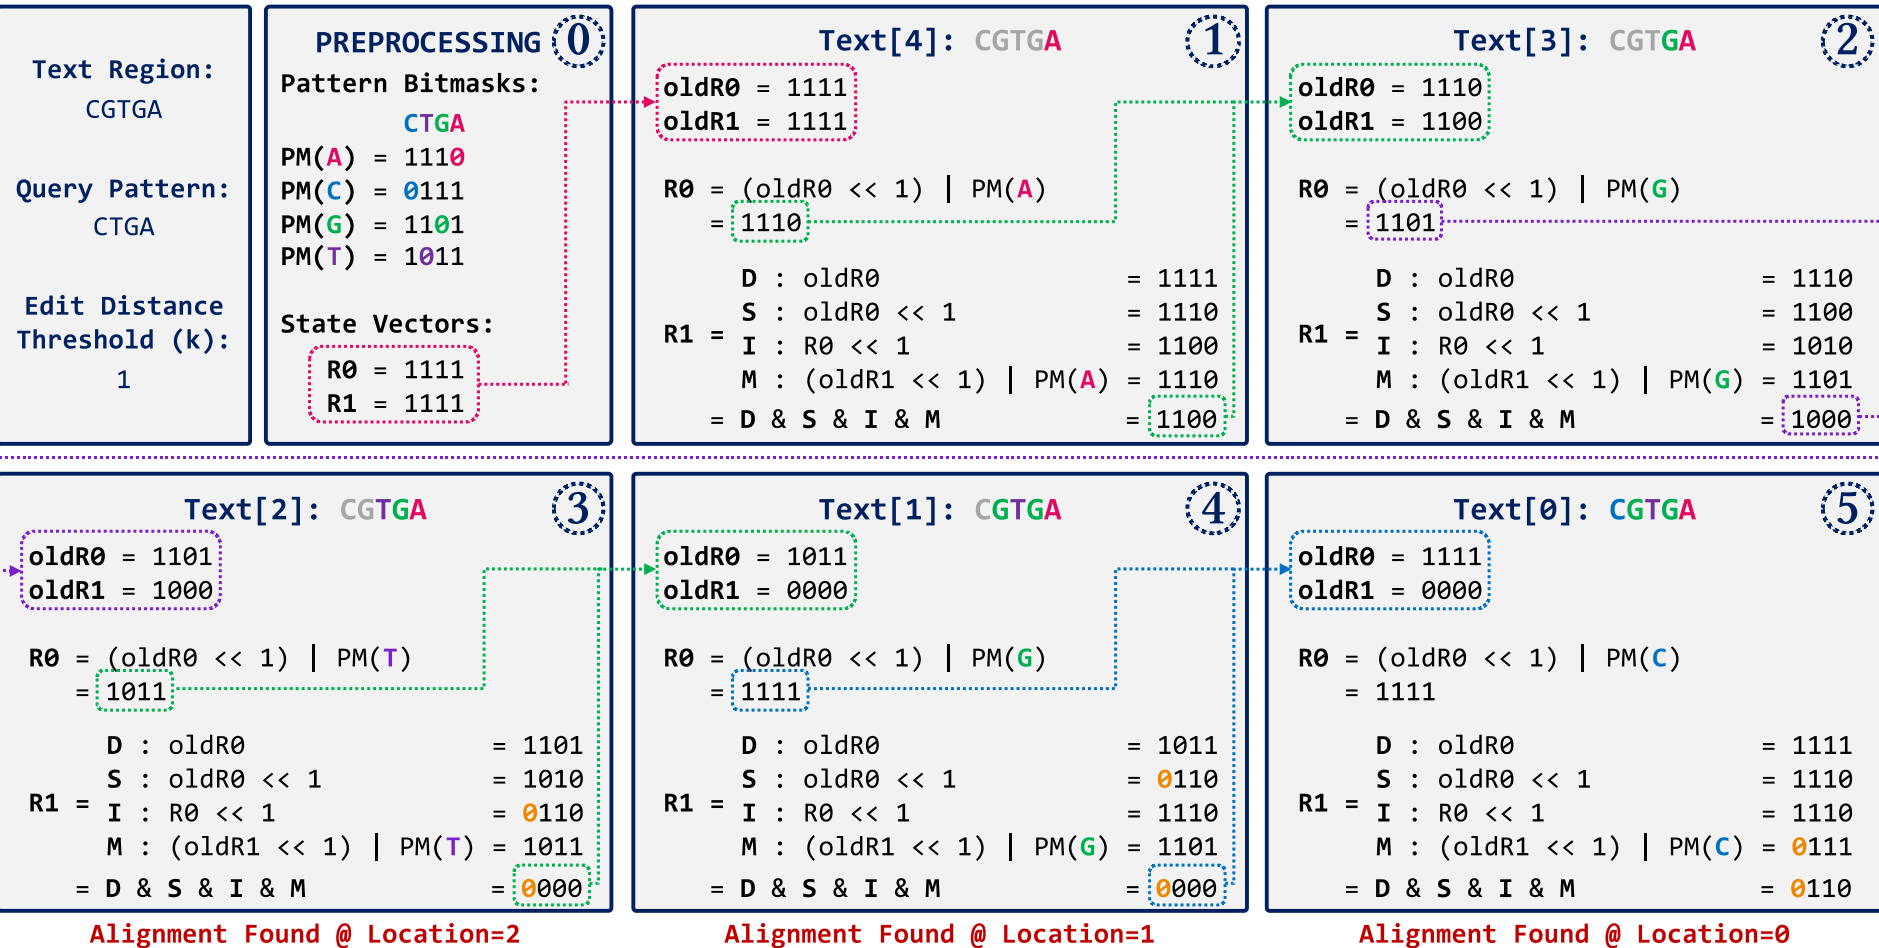 Text Region:
CGTGA
Query Pattern:
CTGA
Edit Distance
Threshold (k):
1
PREPROCESSING 0
Pattern Bitmasks:
CTGA
PM(A) = 1110
PM(C) = 0111
PM(G) = 1101
PM(T) = 1011
State Vectors:
R0 = 1111
R1 = 1111
Text[4]: CGTGA 1
oldR0 = 1111
oldR1 = 1111
R0 = (oldR0 << 1) | PM(A)
= 1110
D : oldR0 = 1111
S : oldR0 << 1 = 1110
R1 =
I : R0 << 1 = 1100
M : (oldR1 << 1) | PM(A) = 1110
= D & S & I & M = 1100
Text[3]: CGTGA 2
oldR0 = 1110
oldR1 = 1100
R0 = (oldR0 << 1) | PM(G)
= 1101
D : oldR0 = 1110
S : oldR0 << 1 = 1100
R1 =
I : R0 << 1 = 1010
M : (oldR1 << 1) | PM(G) = 1101
= D & S & I & M = 1000
Text[2]: CGTGA 3
oldR0 = 1101
oldR1 = 1000
R0 = (oldR0 << 1) | PM(T)
= 1011
D : oldR0 = 1101
S : oldR0 << 1 = 1010
R1 =
I : R0 << 1 = 0110
M : (oldR1 << 1) | PM(T) = 1011
= D & S & I & M = 0000
Alignment Found @ Location=2
Text[1]: CGTGA 4
oldR0 = 1011
oldR1 = 0000
R0 = (oldR0 << 1) | PM(G)
= 1111
D : oldR0 = 1011
S : oldR0 << 1 = 0110
R1 =
I : R0 << 1 = 1110
M : (oldR1 << 1) | PM(G) = 1101
= D & S & I & M = 0000
Alignment Found @ Location=1
Text[0]: CGTGA 5
oldR0 = 1111
oldR1 = 0000
R0 = (oldR0 << 1) | PM(C)
= 1111
D : oldR0 = 1111
S : oldR0 << 1 = 1110
R1 =
I : R0 << 1 = 1110
M : (oldR1 << 1) | PM(C) = 0111
= D & S & I & M = 0110
Alignment Found @ Location=0